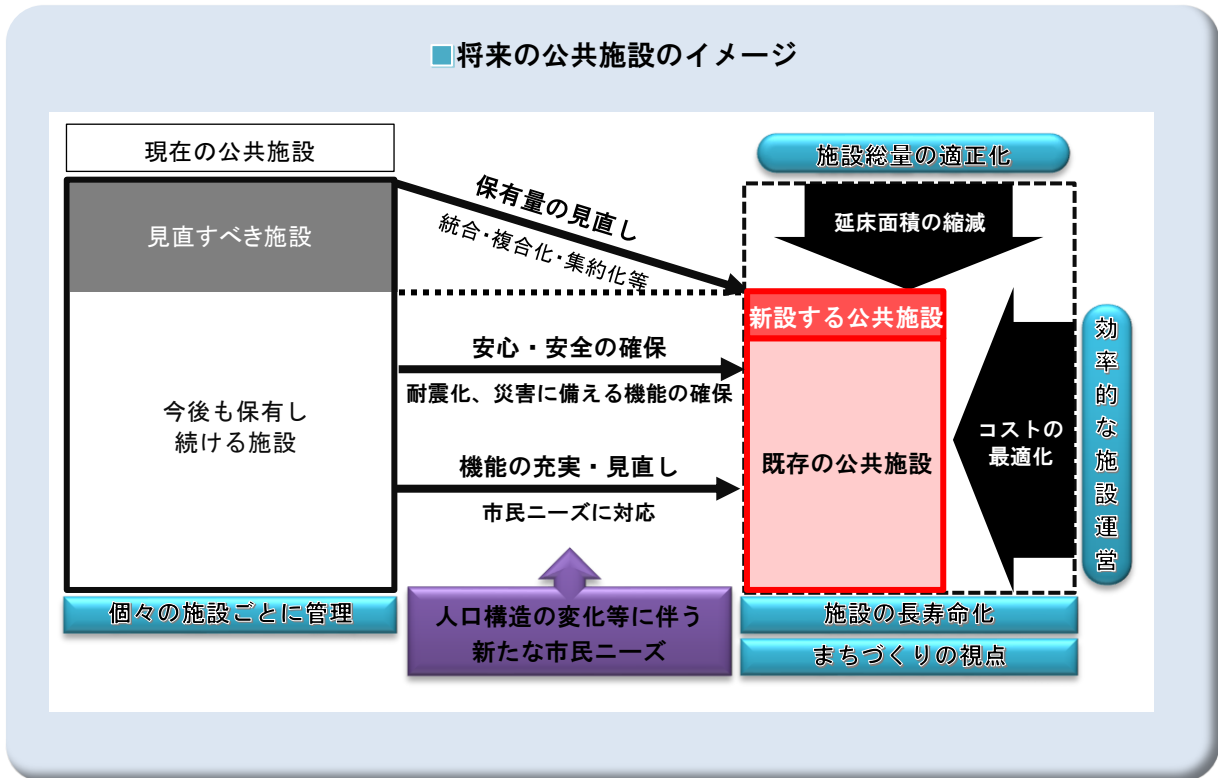 ■将来の公共施設のイメージ
現在の公共施設
見直すべき施設
今後も保有し
続ける施設
個々の施設ごとに管理
保有量の見直し
統合・複合化・集約化等
安心・安全の確保
耐震化、災害に備える機能の確保
機能の充実・見直し
市民ニーズに対応
人口構造の変化等に伴う
新たな市民ニーズ
施設総量の適正化
延床面積の縮減
新設する公共施設
既存の公共施設
コストの
最適化
効率的な施設運営
施設の長寿命化
まちづくりの視点